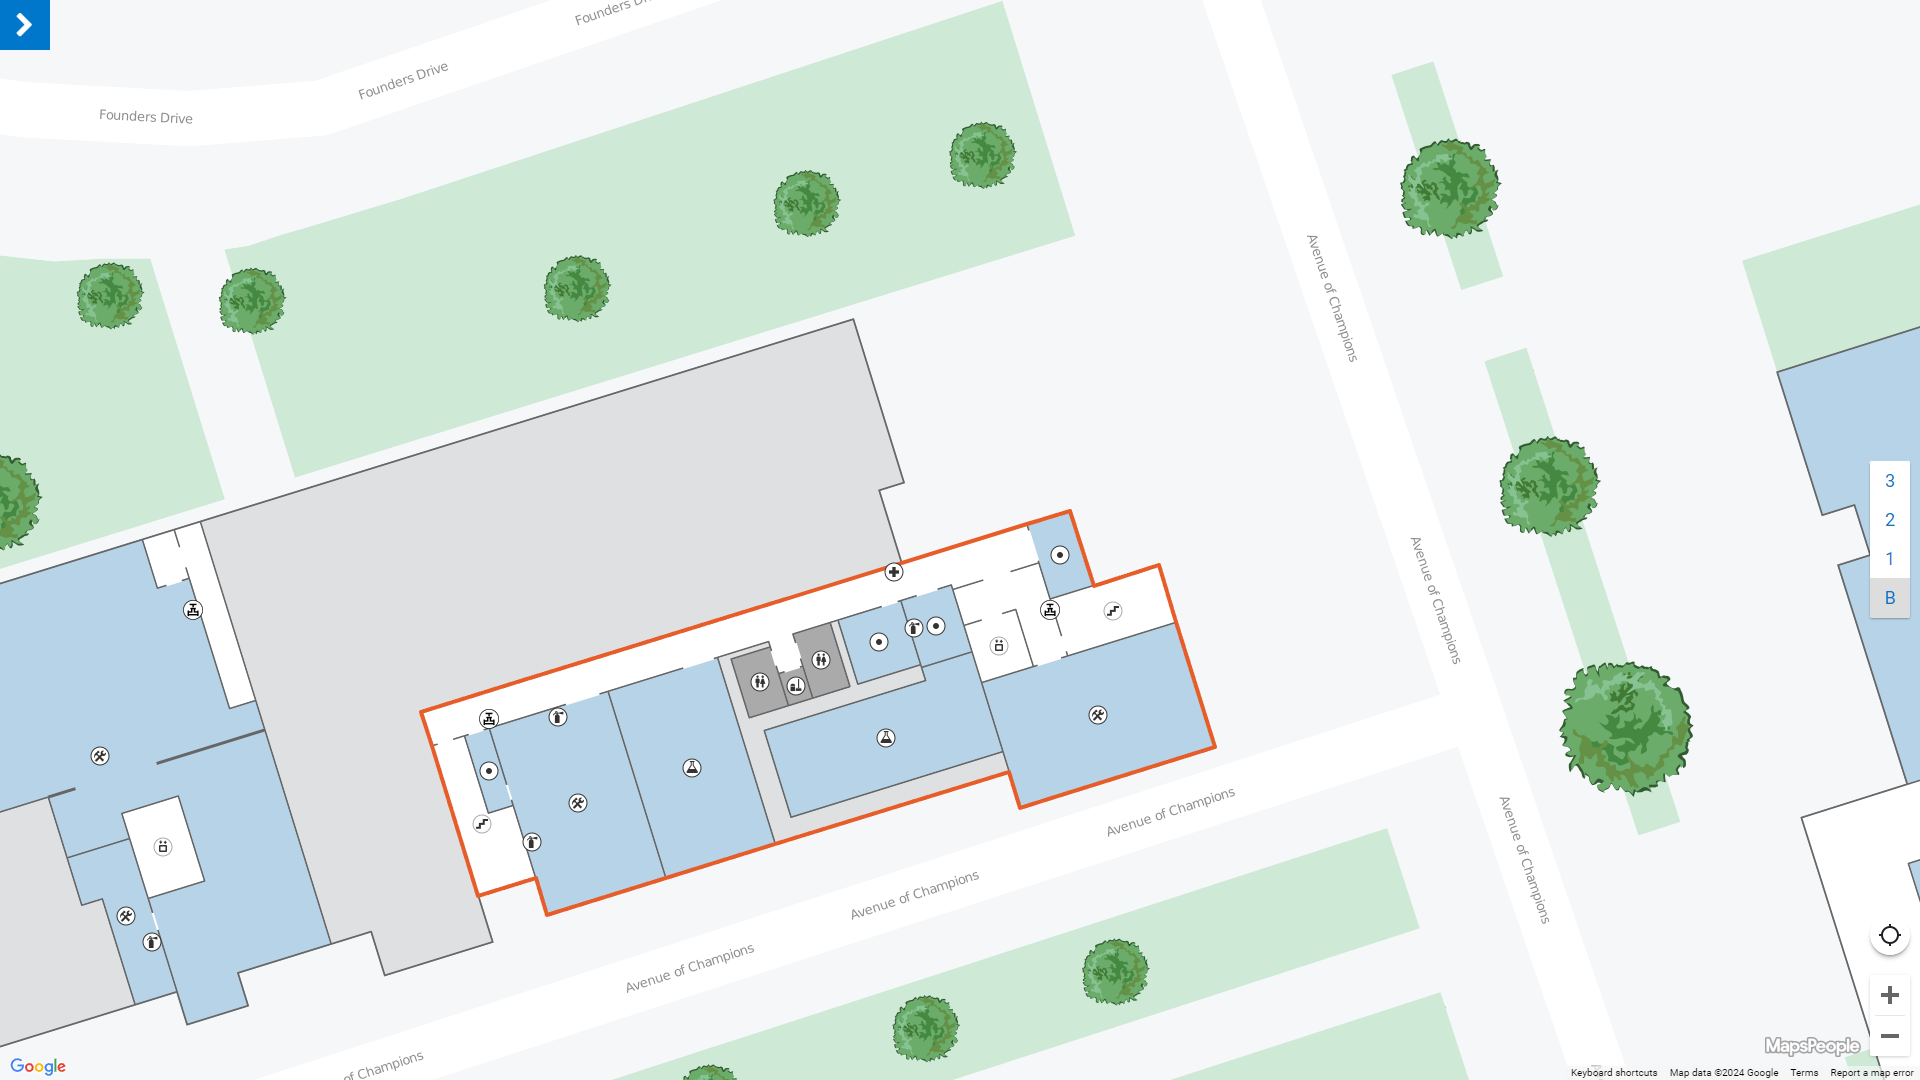 Founders Drive
Founders Drive
Founders
Avenue of Champions
Avenue of Champions
Avenue of Champions
Avenue of Champions
Avenue of Champions
Avenue of Champions
of Champions
3
2
1
B
MapsPeople
Google
Keyboard shortcuts
Map data ©2024 Google
Terms
Report a map error